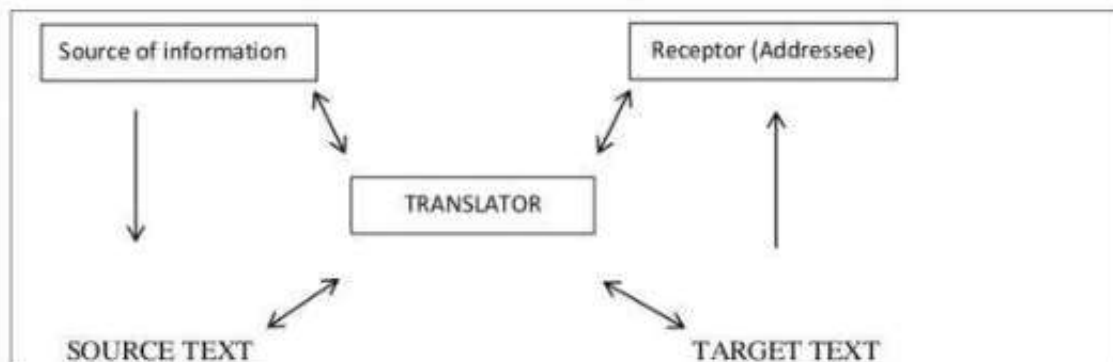 Source of information
Receptor (Addressee)
TRANSLATOR
SOURCE TEXT
TARGET TEXT